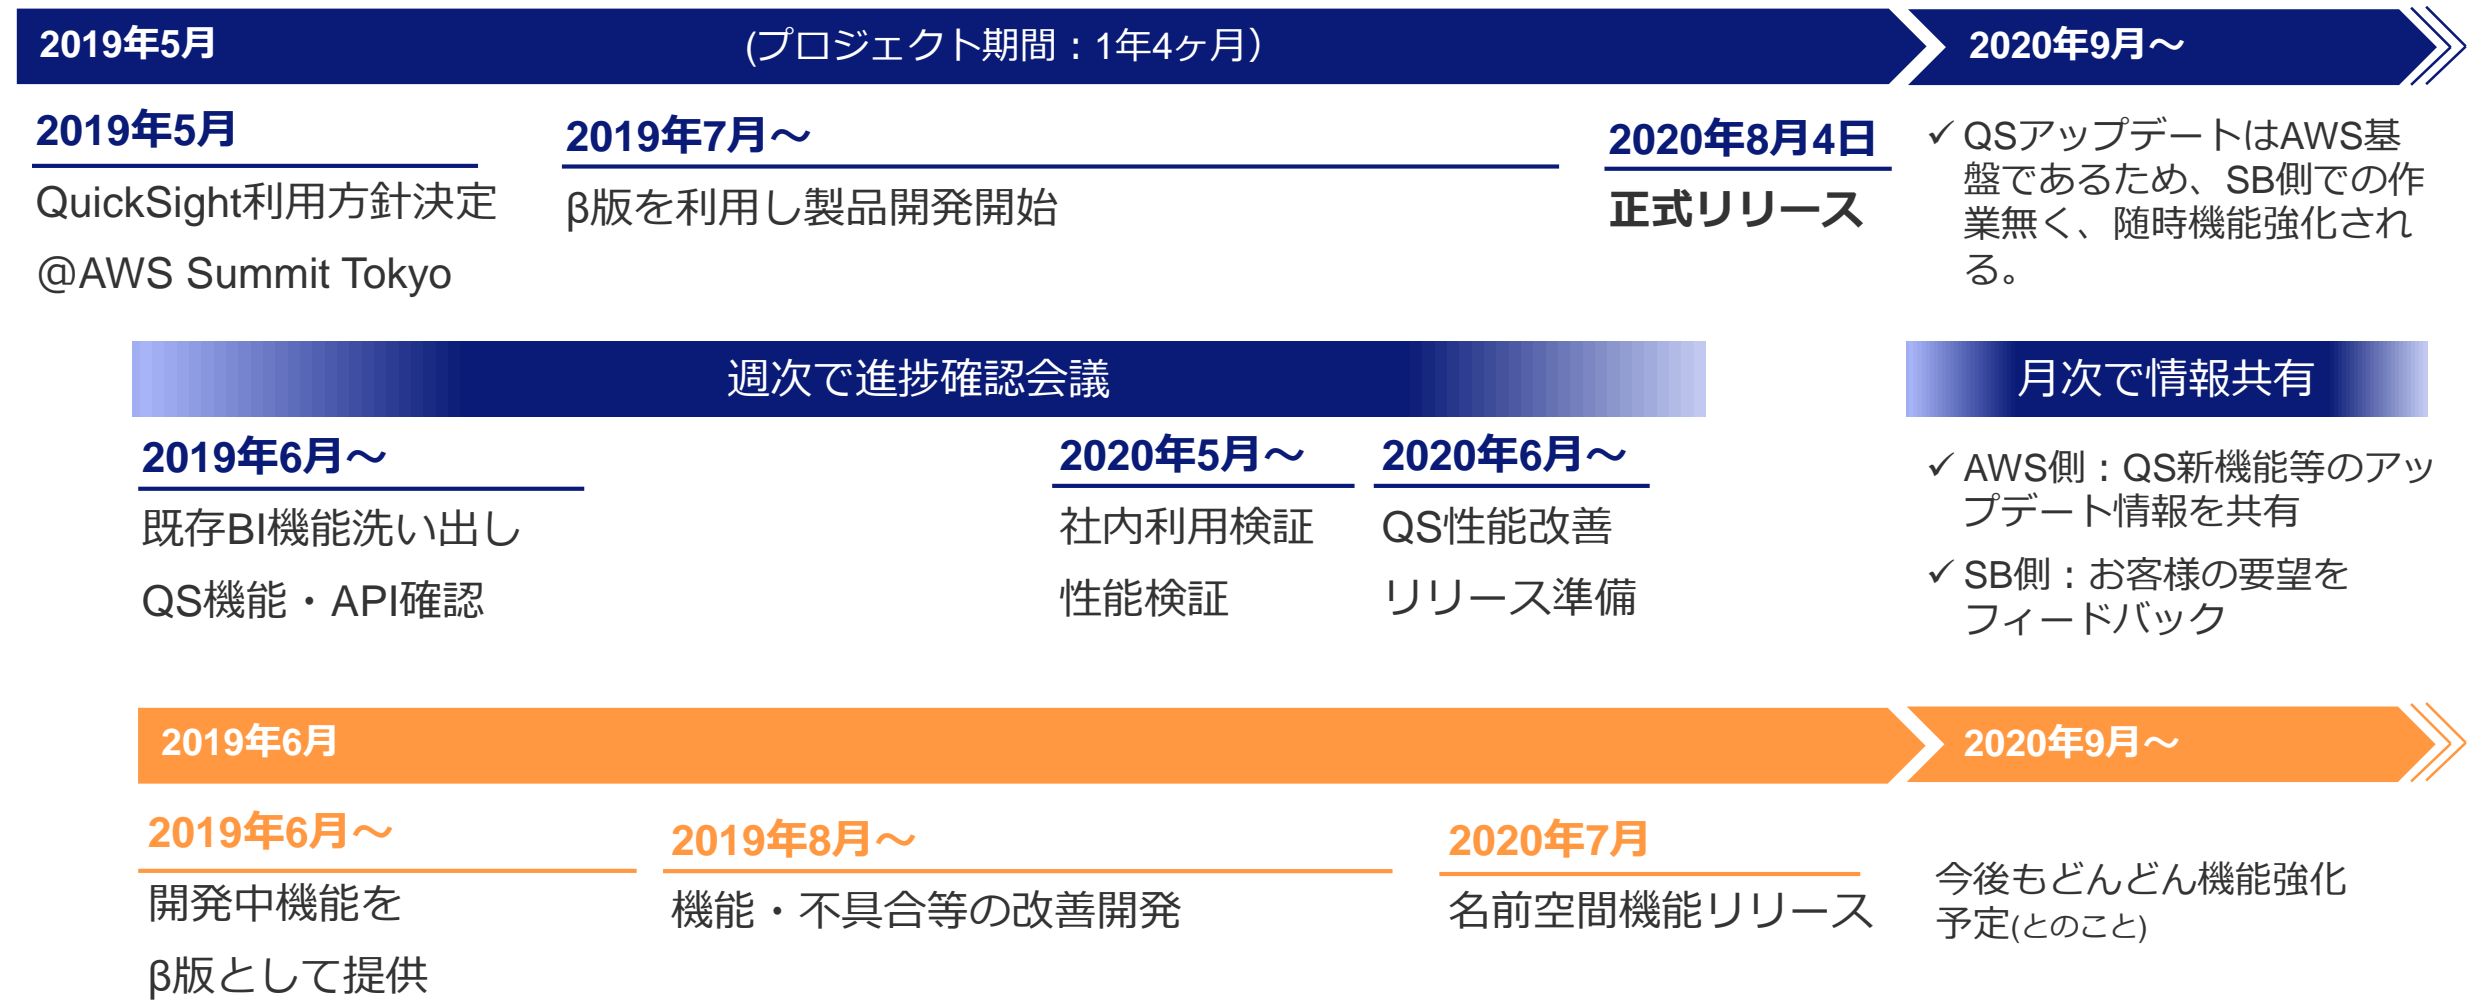 2019年5月
(プロジェクト期間：1年4ヶ月）
2020年9月～
2019年5月
QuickSight利用方針決定
@AWS Summit Tokyo
2019年7月～
β版を利用し製品開発開始
2020年8月4日
正式リリース
✓ QSアップデートはAWS基
盤であるため、SB側での作
業無く、随時機能強化され
る。
週次で進捗確認会議
月次で情報共有
2019年6月～
既存BI機能洗い出し
QS機能・API確認
2020年5月～
社内利用検証
性能検証
2020年6月～
QS性能改善
リリース準備
✓ AWS側：QS新機能等のアッ
プデート情報を共有
✓ SB側：お客様の要望を
フィードバック
2019年6月
2020年9月～
2019年6月～
開発中機能を
β版として提供
2019年8月～
機能・不具合等の改善開発
2020年7月
名前空間機能リリース
今後もどんどん機能強化
予定(とのこと)